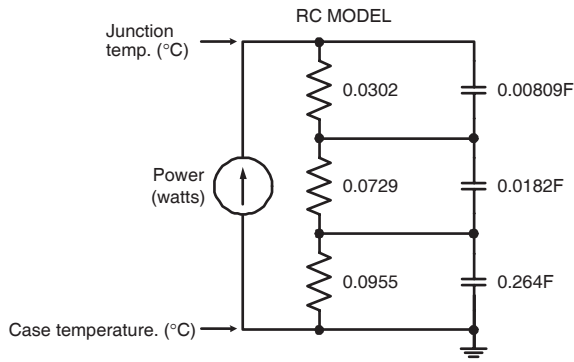 RC MODEL
Junction
temp. (°C)
0.0302
0.00809F
Power
(watts)
0.0729
0.0182F
0.0955
0.264F
Case temperature. (°C)